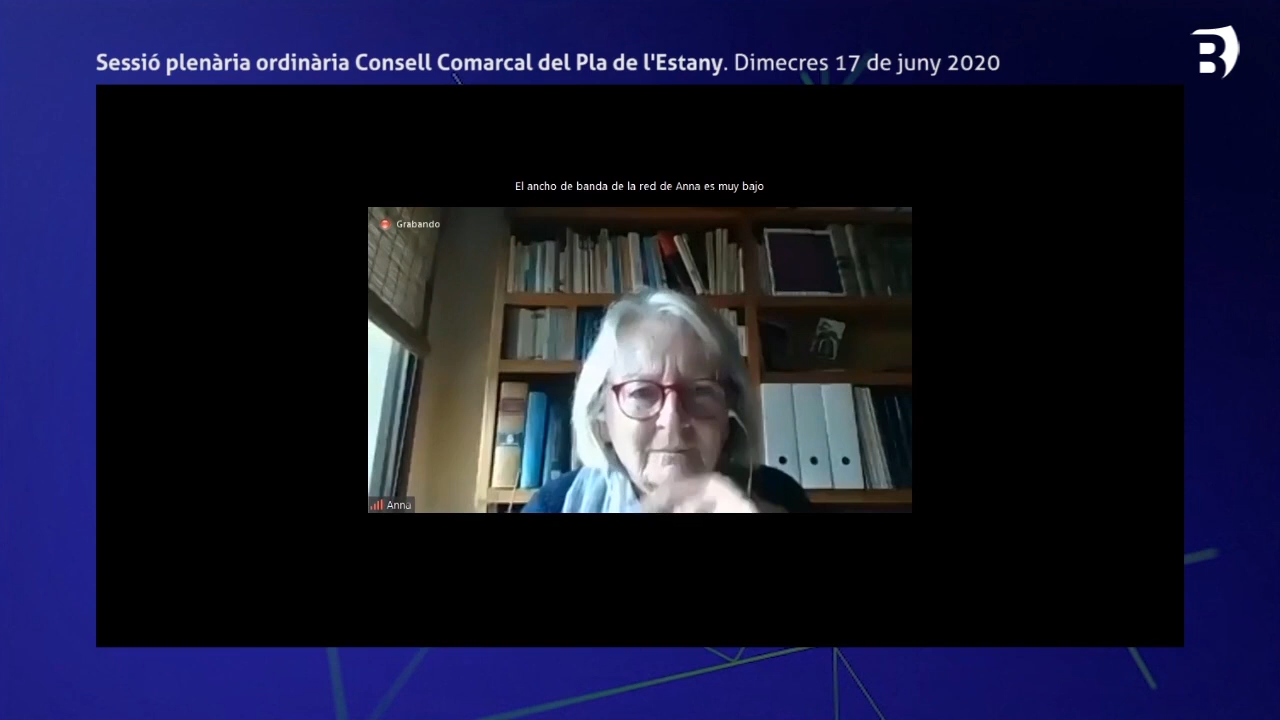 Sessió plenària ordinària Consell Comarcal del Pla de l'Estany. Dimecres 17 de juny 2020
B
El ancho de banda de la red de Anna es muy bajo
Grabando
Anna